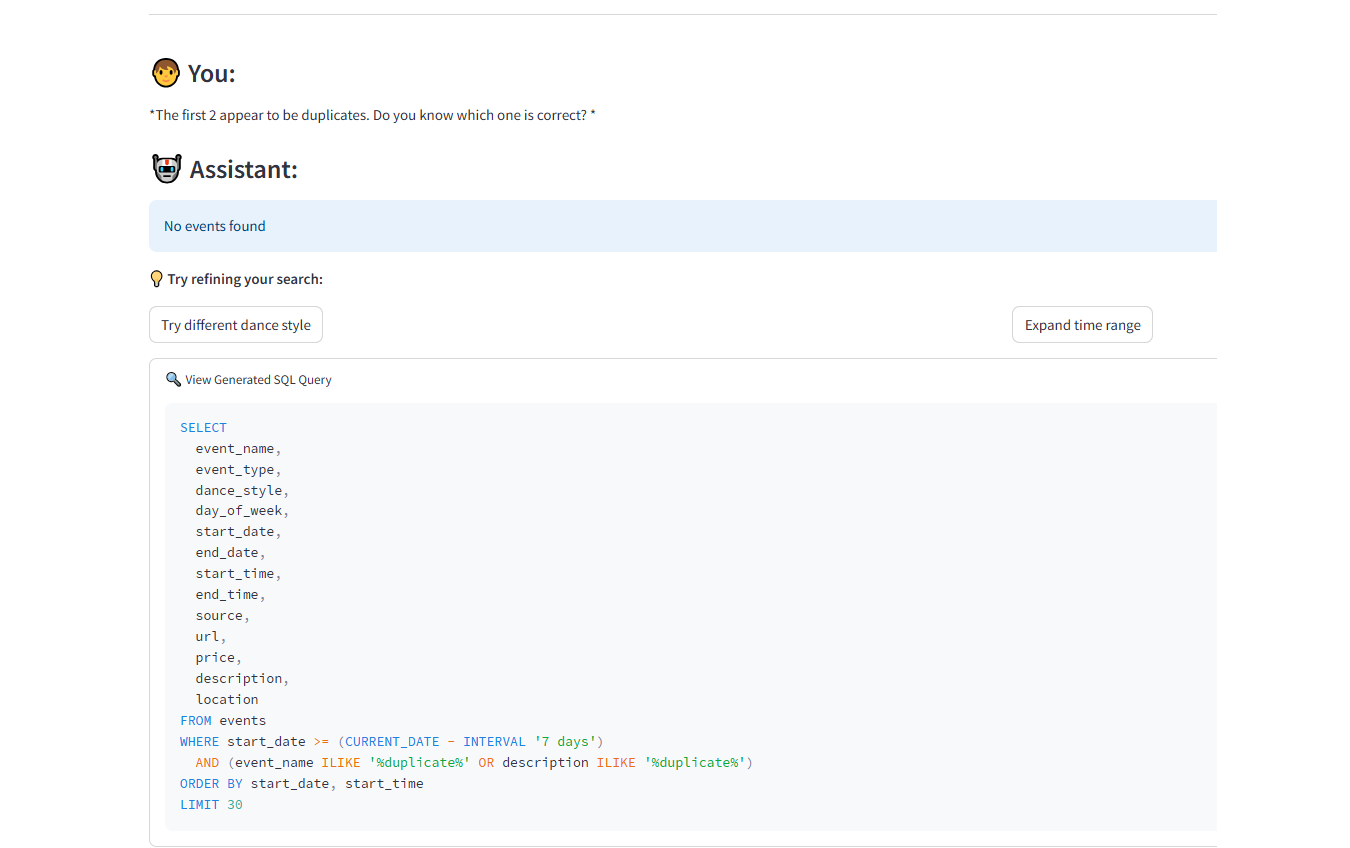 You:
*The first 2 appear to be duplicates. Do you know which one is correct? *
Assistant:
No events found
Try refining your search:
Try different dance style
Expand time range
View Generated SQL Query
SELECT
event_name,
event_type,
dance_style,
day_of_week,
start_date,
end_date,
start_time,
end_time,
source,
url,
price,
description,
location
FROM events
WHERE start_date >= (CURRENT_DATE - INTERVAL '7 days')
AND (event_name ILIKE '%duplicate%' OR description ILIKE '%duplicate%')
ORDER BY start_date, start_time
LIMIT 30